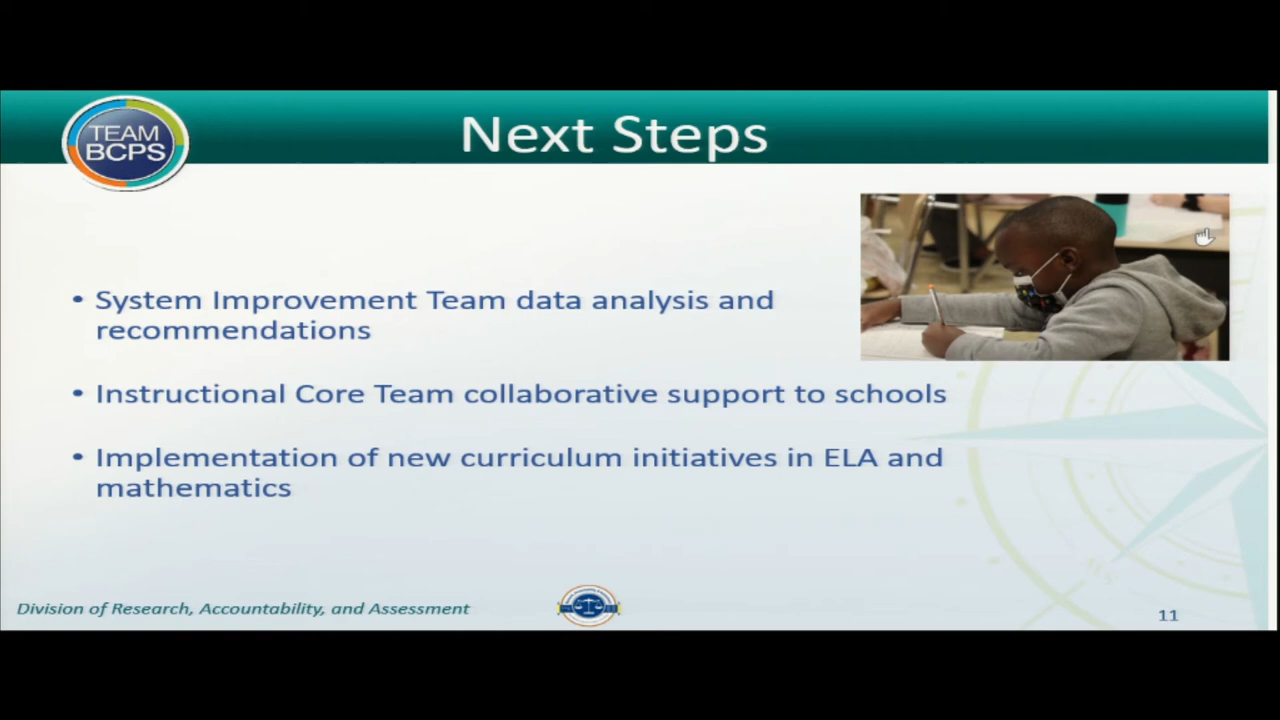 TEAM
BCPS
Next Steps
• System Improvement Team data analysis and
recommendations
• Instructional Core Team collaborative support to schools
• Implementation of new curriculum initiatives in ELA and
mathematics
Division of Research, Accountability, and Assessment
11